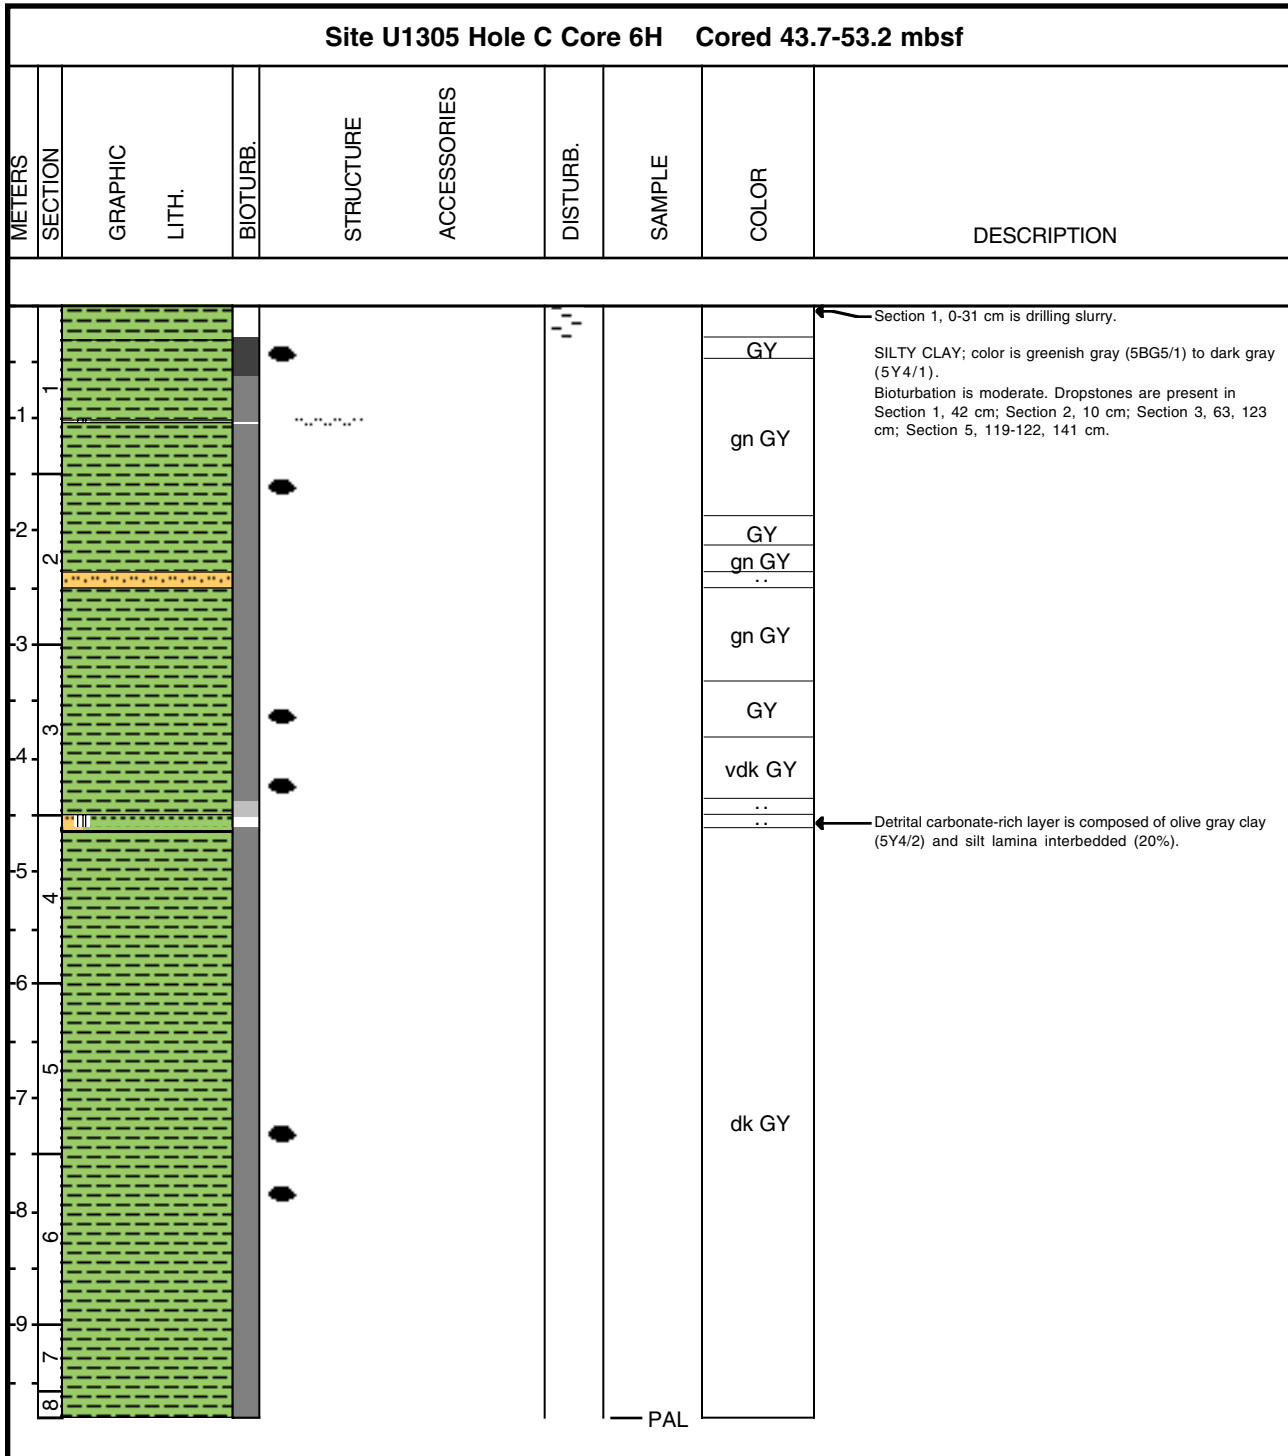 Site U1305 Hole C Core 6H Cored 43.7-53.2 mbsf
METERS
SECTION
GRAPHIC
LITH.
BIOTURB.
STRUCTURE
ACCESSORIES
DISTURB.
SAMPLE
COLOR
DESCRIPTION
Section 1, 0-31 cm is drilling slurry.
SILTY CLAY; color is greenish gray (5BG5/1) to dark gray
(5Y4/1).
Bioturbation is moderate. Dropstones are present in
Section 1, 42 cm; Section 2, 10 cm; Section 3, 63, 123
cm; Section 5, 119-122, 141 cm.
GY
1
1
gn GY
2
GY
2
gn GY
3
gn GY
3
GY
4
vdk GY
Detrital carbonate-rich layer is composed of olive gray clay
(5Y4/2) and silt lamina interbedded (20%).
5
4
6
5
7
dk GY
8
6
9
7
8
PAL